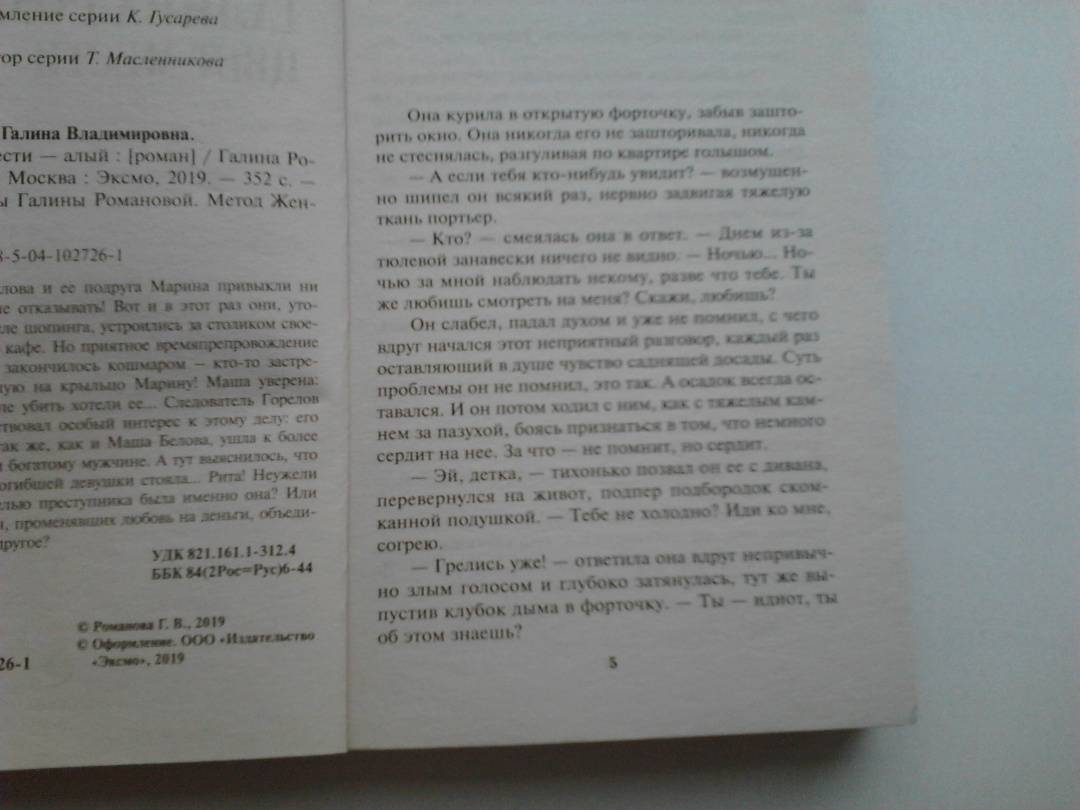 мление серии К. Гусарева
тор серии Т. Масленникова
Галина Владимировна.
ести — алый : [роман] / Галина Ро-
Москва : Эксмо, 2019. — 352 с. —
ы Галины Романовой. Метод Жен-
8-5-04-102726-1
елова и ее подруга Марина привыкли ни
не отказывать! Вот и в этот раз они, уто-
ле шопинга, устроились за столиком свое-
кафе. Но приятное времяпрепровождение
закончилось кошмаром — кто-то застре-
ую на крыльцо Марину! Маша уверена:
ле убить хотели ее... Следователь Горелов
ствовал особый интерес к этому делу: его
так же, как и Маша Белова, ушла к более
и богатому мужчине. А тут выяснилось, что
огибшей девушки стояла... Рита! Неужели
елью преступника была именно она? Или
ы, променявших любовь на деньги, объеди-
другое?
УДК 821.161.1-312.4
ББК 84(2Рос=Рус)6-44
© Романова Г. В., 2019
© Оформление. ООО «Издательство
«Эксмо», 2019
26-1
Она курила в открытую форточку, забыв зашто-
рить окно. Она никогда его не зашторивала, никогда
не стеснялась, разгуливая по квартире голышом.
— А если тебя кто-нибудь увидит? — возмущен-
но шипел он всякий раз, нервно задвигая тяжелую
ткань портьер.
— Кто? — смеялась она в ответ. — Днем из-за
тюлевой занавески ничего не видно. — Ночью... Но-
чью за мной наблюдать некому, разве что тебе. Ты
же любишь смотреть на меня? Скажи, любишь?
Он слабел, падал духом и уже не помнил, с чего
вдруг начался этот неприятный разговор, каждый раз
оставляющий в душе чувство саднящей досады. Суть
проблемы он не помнил, это так. А осадок всегда ос-
тавался. И он потом ходил с ним, как с тяжелым кам-
нем за пазухой, боясь признаться в том, что немного
сердит на нее. За что — не помнит, но сердит.
— Эй, детка, — тихонько позвал он ее с дивана,
перевернулся на живот, подпер подбородок ском-
канной подушкой. — Тебе не холодно? Иди ко мне,
согрею.
— Грелись уже! — ответила она вдруг непривыч-
но злым голосом и глубоко затянулась, тут же вы-
пустив клубок дыма в форточку. — Ты — идиот, ты
об этом знаешь?
5